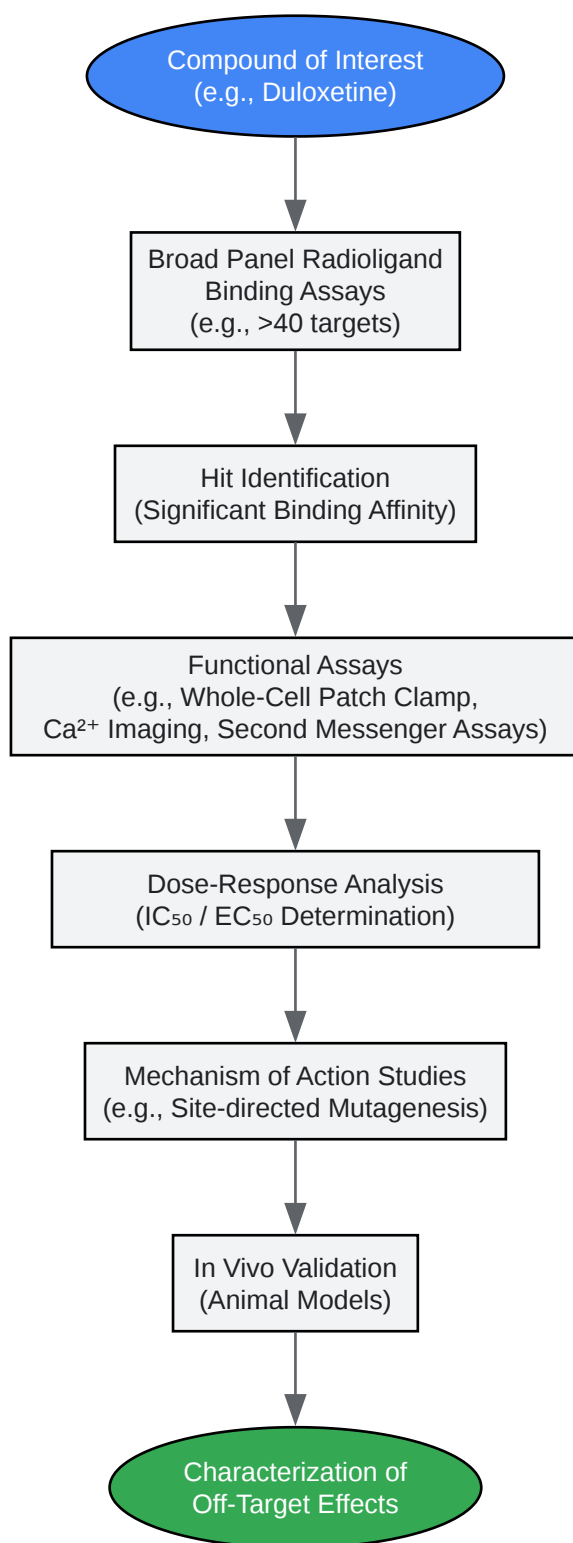 Compound of Interest
(e.g., Duloxetine)
Broad Panel Radioligand
Binding Assays
(e.g., >40 targets)
Hit Identification
(Significant Binding Affinity)
Functional Assays
(e.g., Whole-Cell Patch Clamp,
Ca²⁺ Imaging, Second Messenger Assays)
Dose-Response Analysis
(IC₅₀ / EC₅₀ Determination)
Mechanism of Action Studies
(e.g., Site-directed Mutagenesis)
In Vivo Validation
(Animal Models)
Characterization of
Off-Target Effects